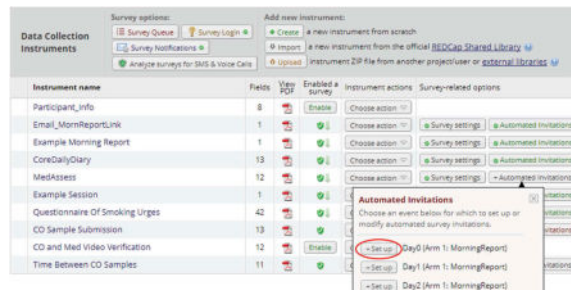 Survey options:
Add new instrument:
Data Collection Instruments
Survey Queue
Survey Login
Create
a new instrument from scratch
Survey Notifications
Import
a new instrument from the official REDCap Shared Library
Analyze surveys for SMS & Voice Calls
Upload
instrument ZIP file from another project/user or external libraries
Instrument name Fields View PDF Enabled as survey Instrument actions Survey-related options
Participant_Info 8 Enable Choose action
Email_MornReportLink 1 Choose action Survey settings Automated Invitations
Example Morning Report 1 Choose action Survey settings Automated Invitations
CoreDailyDiary 13 Choose action Survey settings Automated Invitations
MedAssess 12 Choose action Survey settings + Automated Invitations
Example Session 1
Questionnaire Of Smoking Urges 42
CO Sample Submission 13
CO and Med Video Verification 12 Enable
Time Between CO Samples 11
Automated Invitations
Choose an event below for which to set up or
modify automated survey invitations.
+ Set up Day0 (Arm 1: MorningReport)
+ Set up Day1 (Arm 1: MorningReport)
+ Set up Day2 (Arm 1: MorningReport)